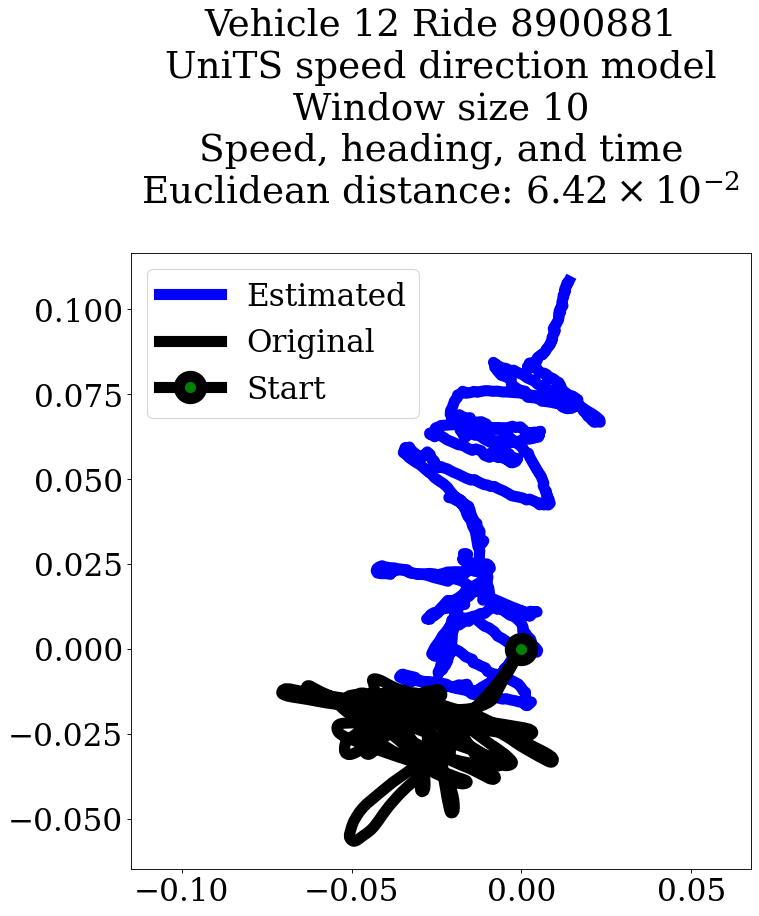 Vehicle 12 Ride 8900881
UniTS speed direction model
Window size 10
Speed, heading, and time
Euclidean distance: 6.42 × 10⁻²
Estimated
Original
Start
0.100
0.075
0.050
0.025
0.000
−0.025
−0.050
−0.10 −0.05 0.00 0.05